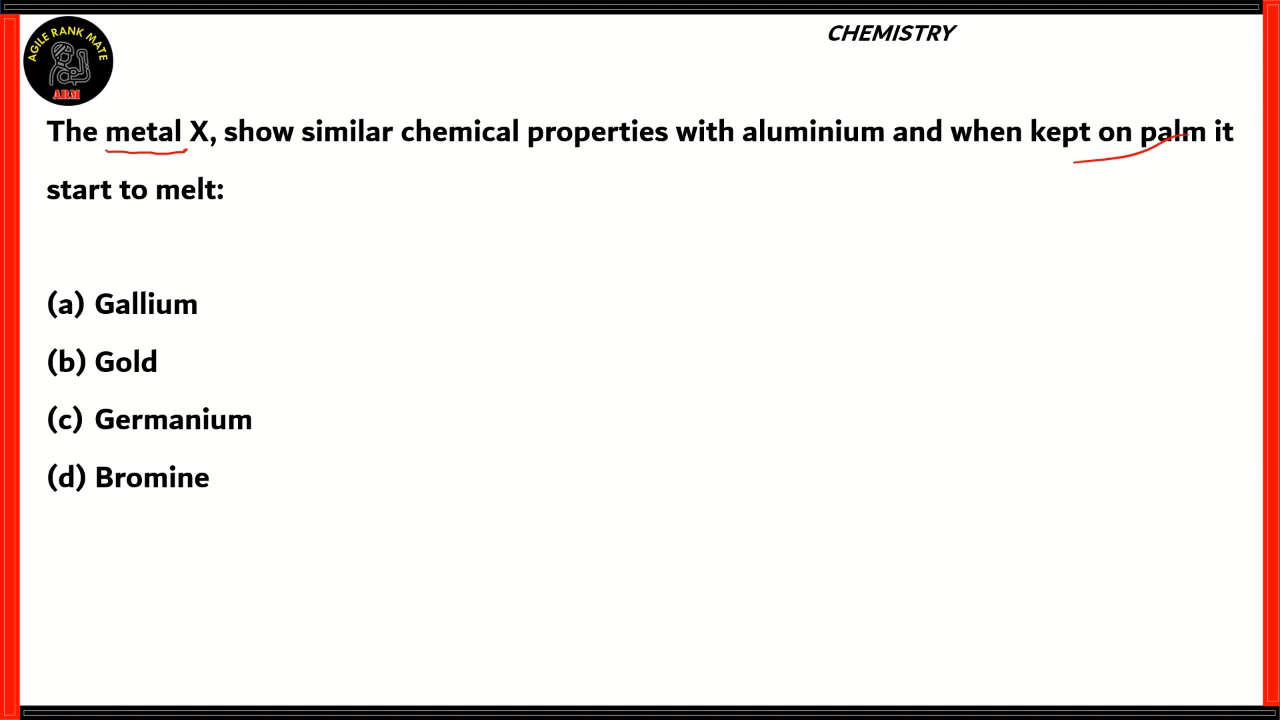 AGILE RANK MATE
ARM
CHEMISTRY
The metal X, show similar chemical properties with aluminium and when kept on palm it
start to melt:
(a) Gallium
(b) Gold
(c) Germanium
(d) Bromine